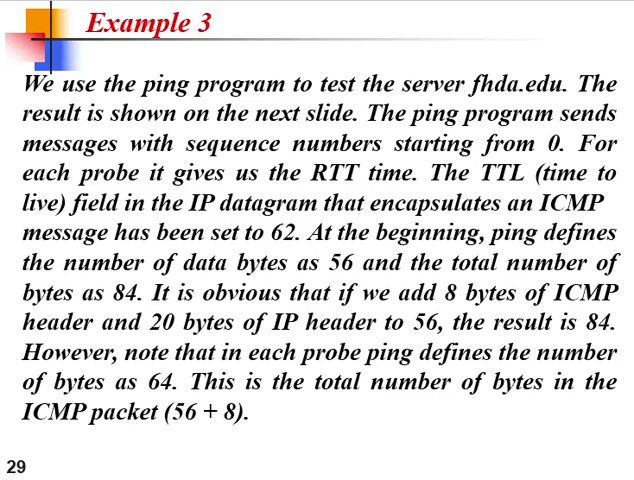 Example 3
We use the ping program to test the server fhda.edu. The
result is shown on the next slide. The ping program sends
messages with sequence numbers starting from 0. For
each probe it gives us the RTT time. The TTL (time to
live) field in the IP datagram that encapsulates an ICMP
message has been set to 62. At the beginning, ping defines
the number of data bytes as 56 and the total number of
bytes as 84. It is obvious that if we add 8 bytes of ICMP
header and 20 bytes of IP header to 56, the result is 84.
However, note that in each probe ping defines the number
of bytes as 64. This is the total number of bytes in the
ICMP packet (56 + 8).
29